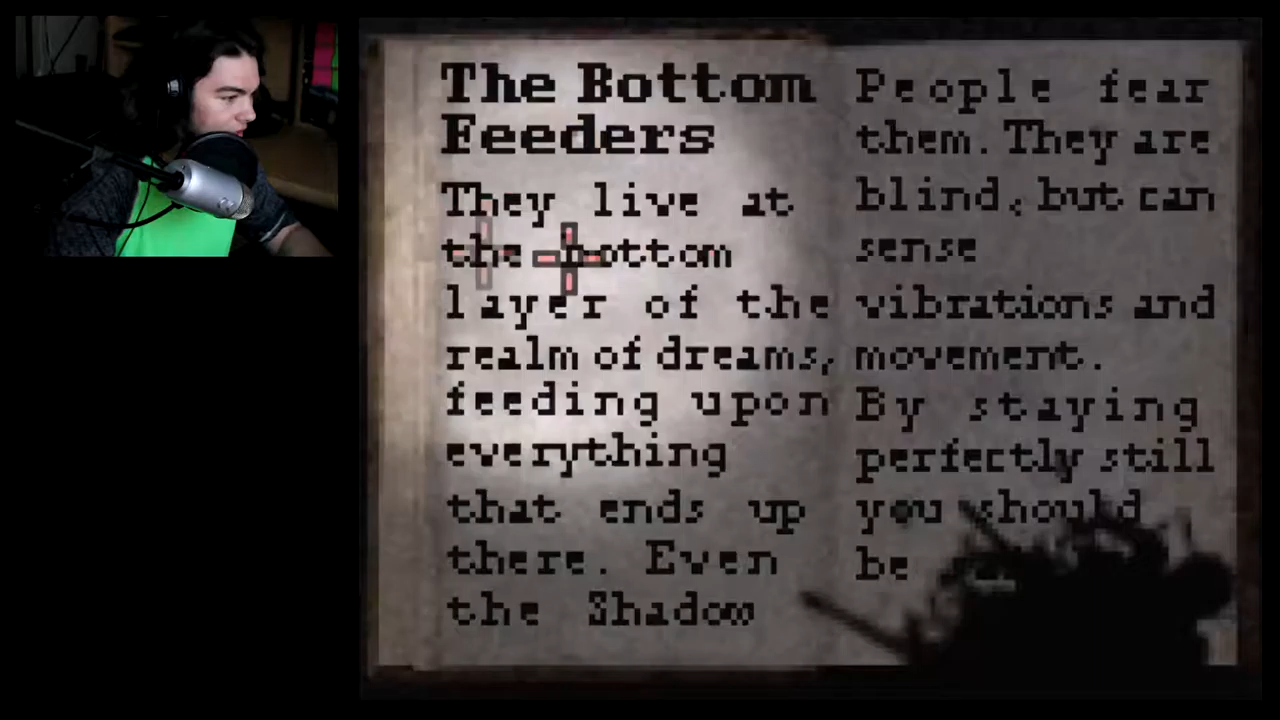 The Bottom
Feeders
They live at
the bottom
layer of the
realm of dreams,
feeding upon
everything
that ends up
there. Even
the Shadow
People fear
them. They are
blind, but can
sense
vibrations and
movement.
By staying
perfectly still
you should
be